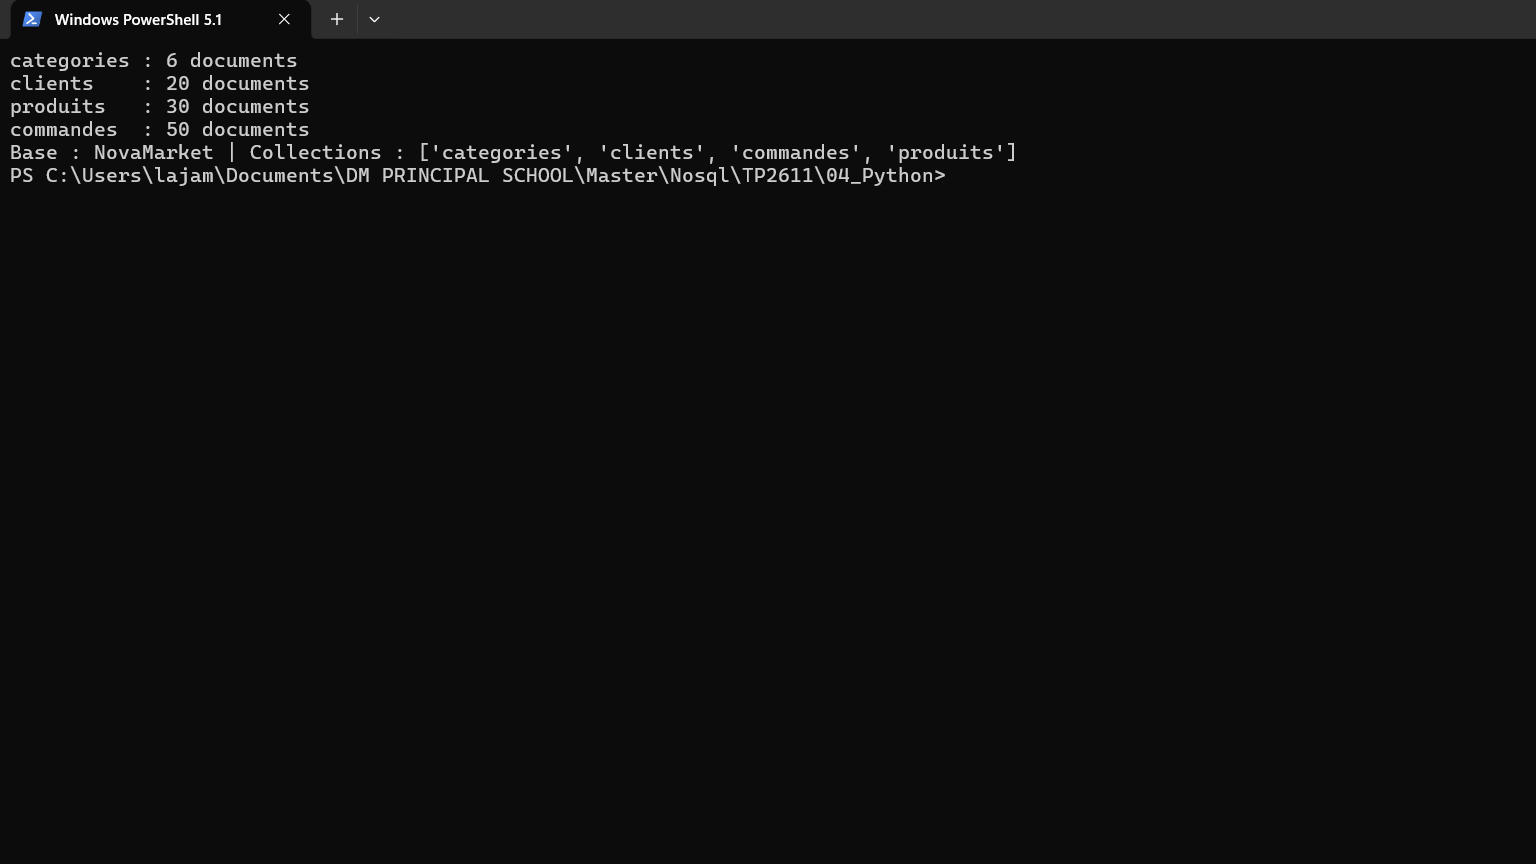 Windows PowerShell 5.1
categories : 6 documents
clients    : 20 documents
produits   : 30 documents
commandes  : 50 documents
Base : NovaMarket | Collections : ['categories', 'clients', 'commandes', 'produits']
PS C:\Users\lajam\Documents\DM PRINCIPAL SCHOOL\Master\Nosql\TP2611\04_Python>